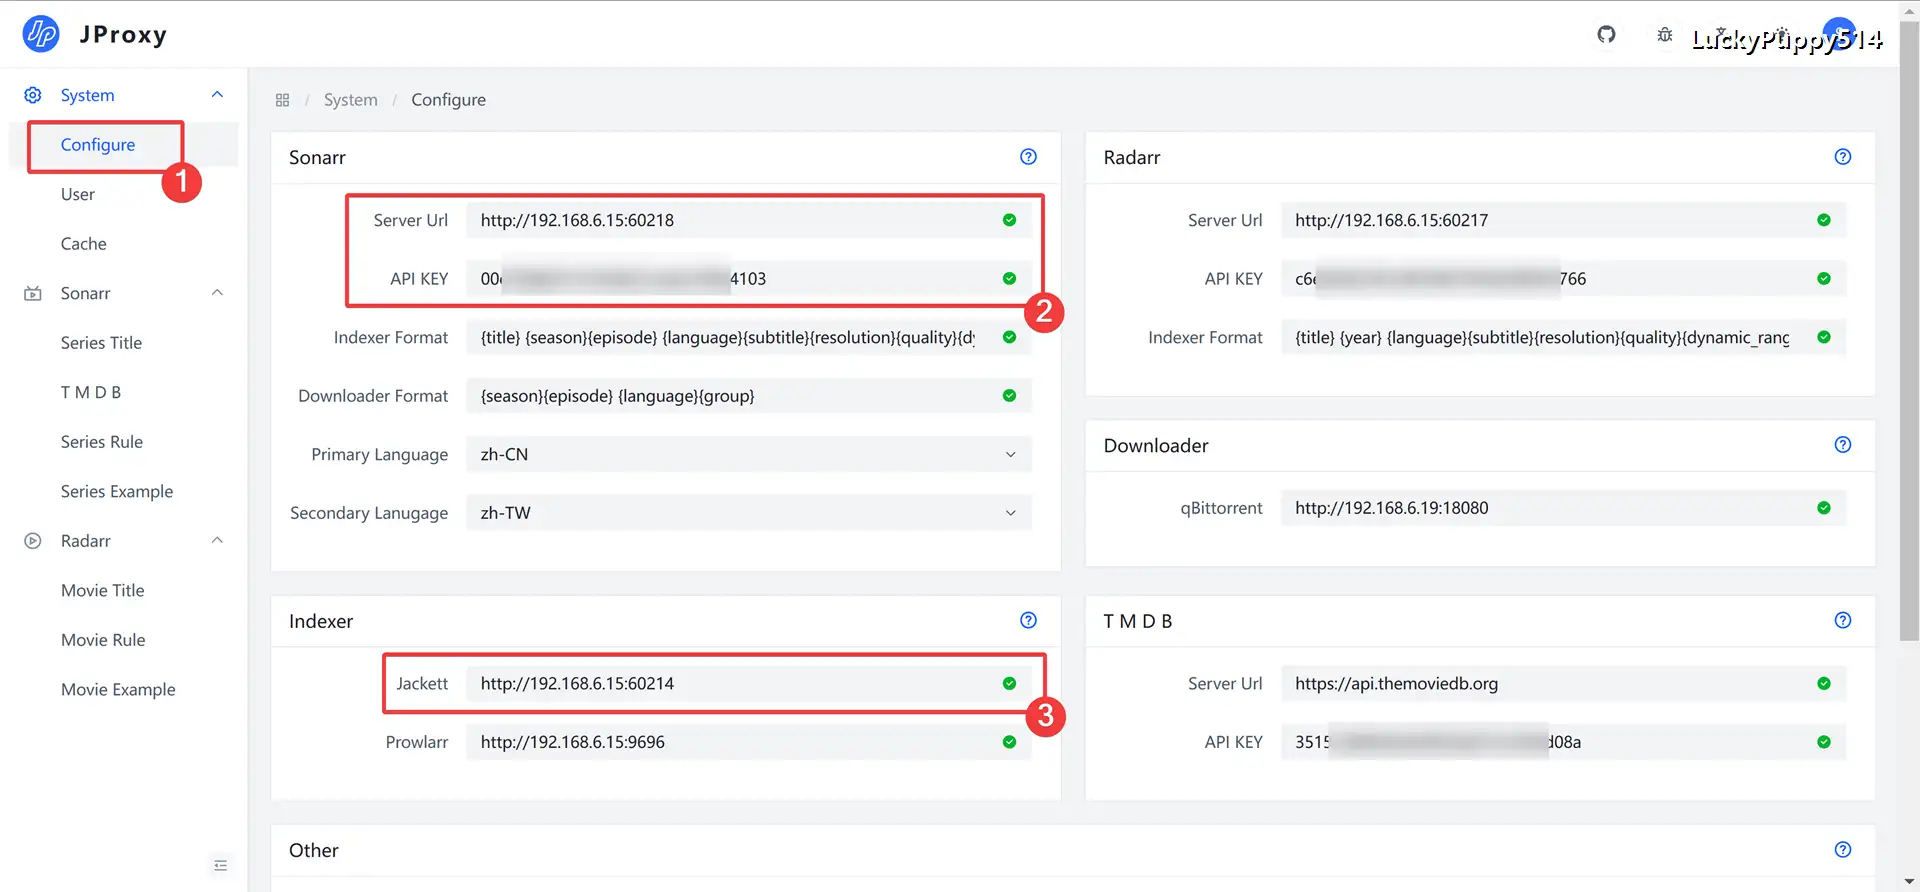 JProxy
LuckyPuppy514
System
Configure
1
User
Cache
Sonarr
Series Title
T M D B
Series Rule
Series Example
Radarr
Movie Title
Movie Rule
Movie Example
/ System / Configure
Sonarr
Server Url http://192.168.6.15:60218
API KEY 00 4103
2
Indexer Format {title} {season}{episode} {language}{subtitle}{resolution}{quality}
Downloader Format {season}{episode} {language}{group}
Primary Language zh-CN
Secondary Lanugage zh-TW
Radarr
Server Url http://192.168.6.15:60217
API KEY c6 766
Indexer Format {title} {year} {language}{subtitle}{resolution}{quality}{dynamic_rang
Downloader
qBittorrent http://192.168.6.19:18080
Indexer
Jackett http://192.168.6.15:60214
3
Prowlarr http://192.168.6.15:9696
T M D B
Server Url https://api.themoviedb.org
API KEY 3515 d08a
Other